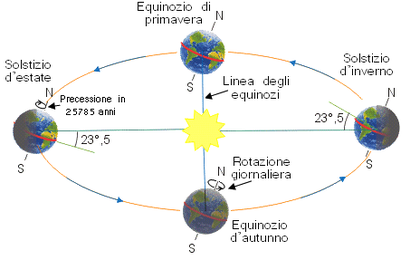 Equinozio di
primavera
N
S
Solstizio
d'estate
N
Precessione in
25785 anni
S
23°,5
Linea degli
equinozi
Solstizio
d'inverno
N
23°,5
S
Rotazione
giornaliera
N
S
Equinozio
d'autunno